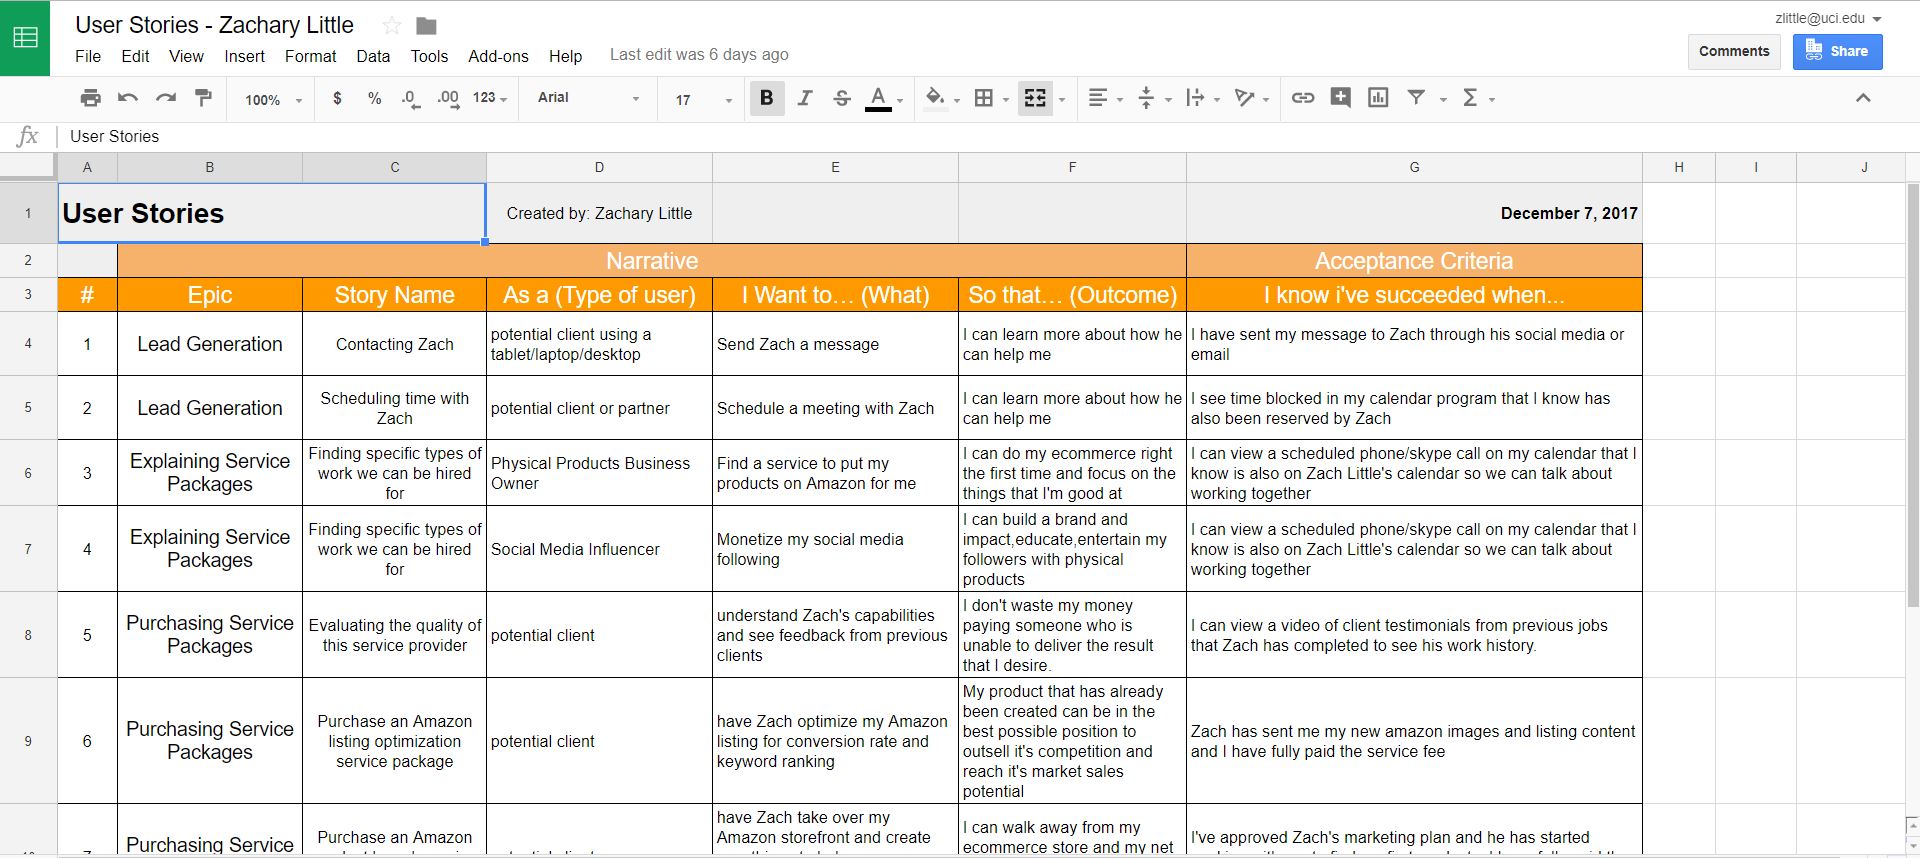 User Stories - Zachary Little
zlittle@uci.edu
File Edit View Insert Format Data Tools Add-ons Help Last edit was 6 days ago
Comments Share
100% $ % .0 .00 123 Arial 17 B I S A
fx User Stories
A B C D E F G H I J
1 User Stories Created by: Zachary Little December 7, 2017
2 Narrative Acceptance Criteria
3 # Epic Story Name As a (Type of user) I Want to... (What) So that... (Outcome) I know i've succeeded when...
4 1 Lead Generation
Contacting Zach
potential client using a
tablet/laptop/desktop
Send Zach a message
I can learn more about how he
can help me
I have sent my message to Zach through his social media or
email
5 2 Lead Generation
Scheduling time with
Zach
potential client or partner
Schedule a meeting with Zach
I can learn more about how he
can help me
I see time blocked in my calendar program that I know has
also been reserved by Zach
6 3 Explaining Service
Packages
Finding specific types of
work we can be hired
for
Physical Products Business
Owner
Find a service to put my
products on Amazon for me
I can do my ecommerce right
the first time and focus on the
things that I'm good at
I can view a scheduled phone/skype call on my calendar that I
know is also on Zach Little's calendar so we can talk about
working together
7 4 Explaining Service
Packages
Finding specific types of
work we can be hired
for
Social Media Influencer
Monetize my social media
following
I can build a brand and
impact,educate,entertain my
followers with physical
products
I can view a scheduled phone/skype call on my calendar that I
know is also on Zach Little's calendar so we can talk about
working together
8 5 Purchasing Service
Packages
Evaluating the quality of
this service provider
potential client
understand Zach's capabilities
and see feedback from previous
clients
I don't waste my money
paying someone who is
unable to deliver the result
that I desire.
I can view a video of client testimonials from previous jobs
that Zach has completed to see his work history.
9 6 Purchasing Service
Packages
Purchase an Amazon
listing optimization
service package
potential client
have Zach optimize my Amazon
listing for conversion rate and
keyword ranking
My product that has already
been created can be in the
best possible position to
outsell it's competition and
reach it's market sales
potential
Zach has sent me my new amazon images and listing content
and I have fully paid the service fee
Purchasing Service
Purchase an Amazon
have Zach take over my
Amazon storefront and create
I can walk away from my
ecommerce store and my net
I've approved Zach's marketing plan and he has started